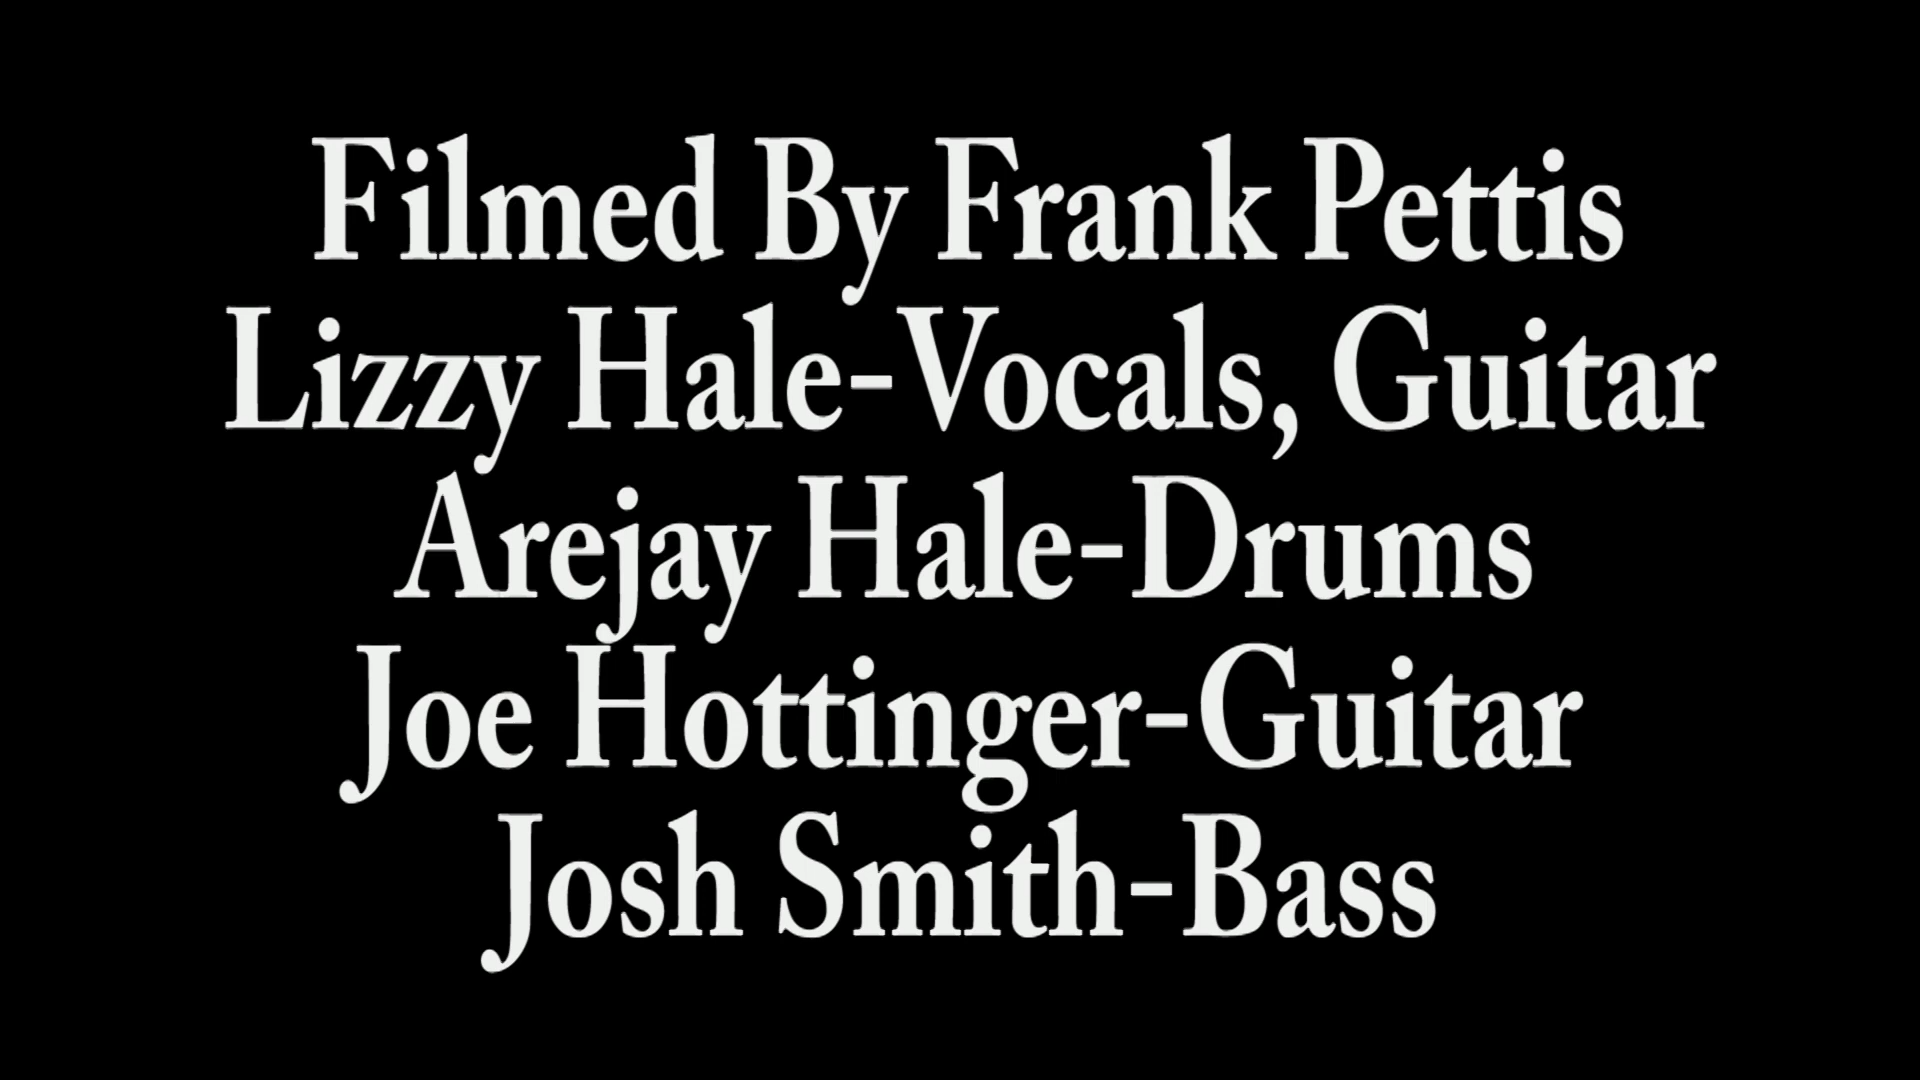 Filmed By Frank Pettis
Lizzy Hale-Vocals, Guitar
Arejay Hale-Drums
Joe Hottinger-Guitar
Josh Smith-Bass